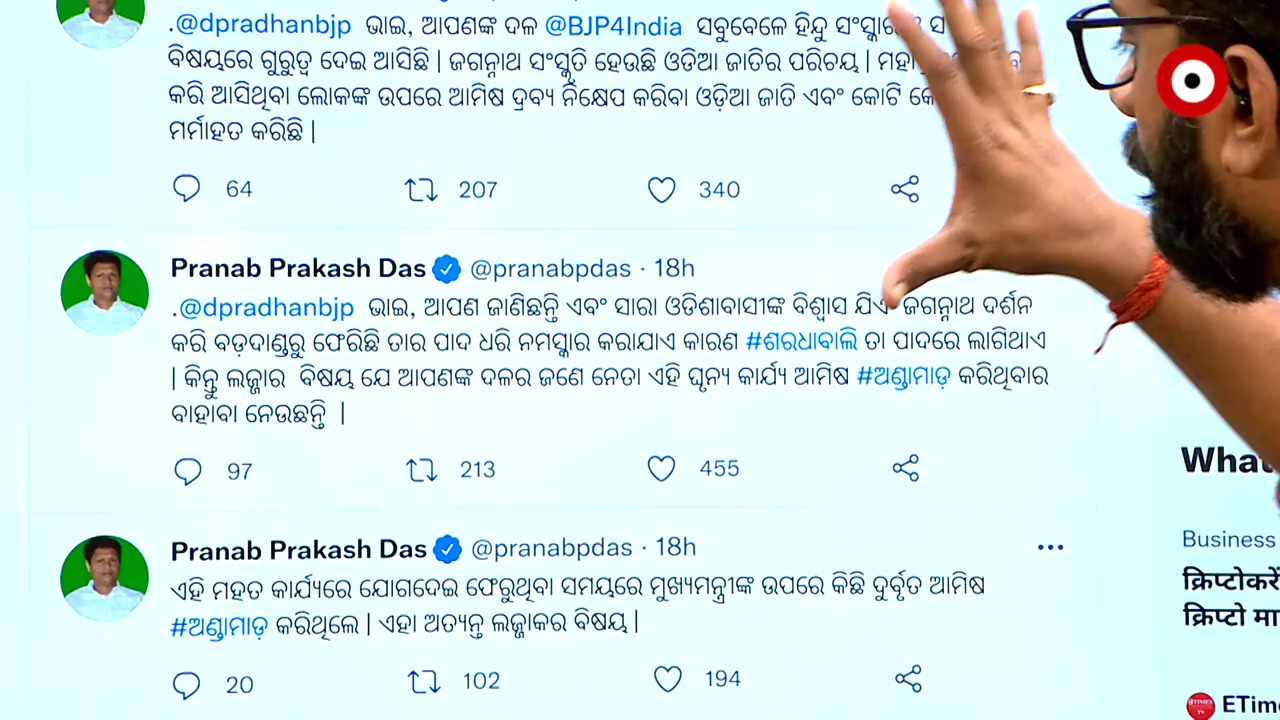 .@dpradhanbjp ଭାଇ, ଆପଣଙ୍କ ଦଳ @BJP4India ସବୁବେଳେ ହିନ୍ଦୁ
ବିଷୟରେ ଗୁରୁତ୍ୱ ଦେଇ ଆସିଛି | ଜଗନ୍ନାଥ ସଂସ୍କୃତି ହେଉଛି ଓଡିଆ ଜାତିର ପରିଚୟ |
କରି ଆସିଥିବା ଲୋକଙ୍କ ଉପରେ ଆମିଷ ଦ୍ରବ୍ୟ ନିକ୍ଷେପ କରିବା ଓଡ଼ିଆ ଜାତି ଏବଂ କୋଟି
ମର୍ମାହତ କରିଛି |
64 207 340
Pranab Prakash Das @pranabpdas · 18h
.@dpradhanbjp ଭାଇ, ଆପଣ ଜାଣିଛନ୍ତି ଏବଂ ସାରା ଓଡିଶାବାସୀଙ୍କ ବିଶ୍ୱାସ ଯିଏ ଜଗନ୍ନାଥ ଦର୍ଶନ
କରି ବଡ଼ଦାଣ୍ଡରୁ ଫେରିଛି ତାର ପାଦ ଧରି ନମସ୍କାର କରାଯାଏ କାରଣ #ଶରଧାବାଲି ତା ପାଦରେ ଲାଗିଥାଏ
| କିନ୍ତୁ ଲଜ୍ଜାର ବିଷୟ ଯେ ଆପଣଙ୍କ ଦଳର ଜଣେ ନେତା ଏହି ଘୃନ୍ୟ କାର୍ଯ୍ୟ ଆମିଷ #ଅଣ୍ଡାମାଡ଼ କରିଥିବାର
ବାହାବା ନେଉଛନ୍ତି |
97 213 455
Pranab Prakash Das @pranabpdas · 18h
ଏହି ମହତ କାର୍ଯ୍ୟରେ ଯୋଗଦେଇ ଫେରୁଥିବା ସମୟରେ ମୁଖ୍ୟମନ୍ତ୍ରୀଙ୍କ ଉପରେ କିଛି ଦୁର୍ବୃତ ଆମିଷ
#ଅଣ୍ଡାମାଡ଼ କରିଥିଲେ | ଏହା ଅତ୍ୟନ୍ତ ଲଜ୍ଜାକର ବିଷୟ |
20 102 194
What
Business
क्रिप्टोकरें
क्रिप्टो मा
ETime